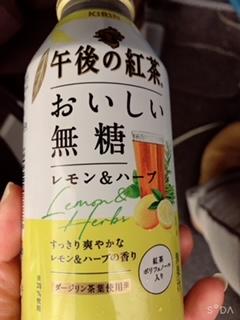 KIRIN
午後の紅茶
おいしい
無糖
レモン&ハーブ
Lemon &
Herbs
すっきり爽やかな
レモン&ハーブの香り
紅茶
ポリフェノール
入り
ダージリン茶葉使用※
SODA